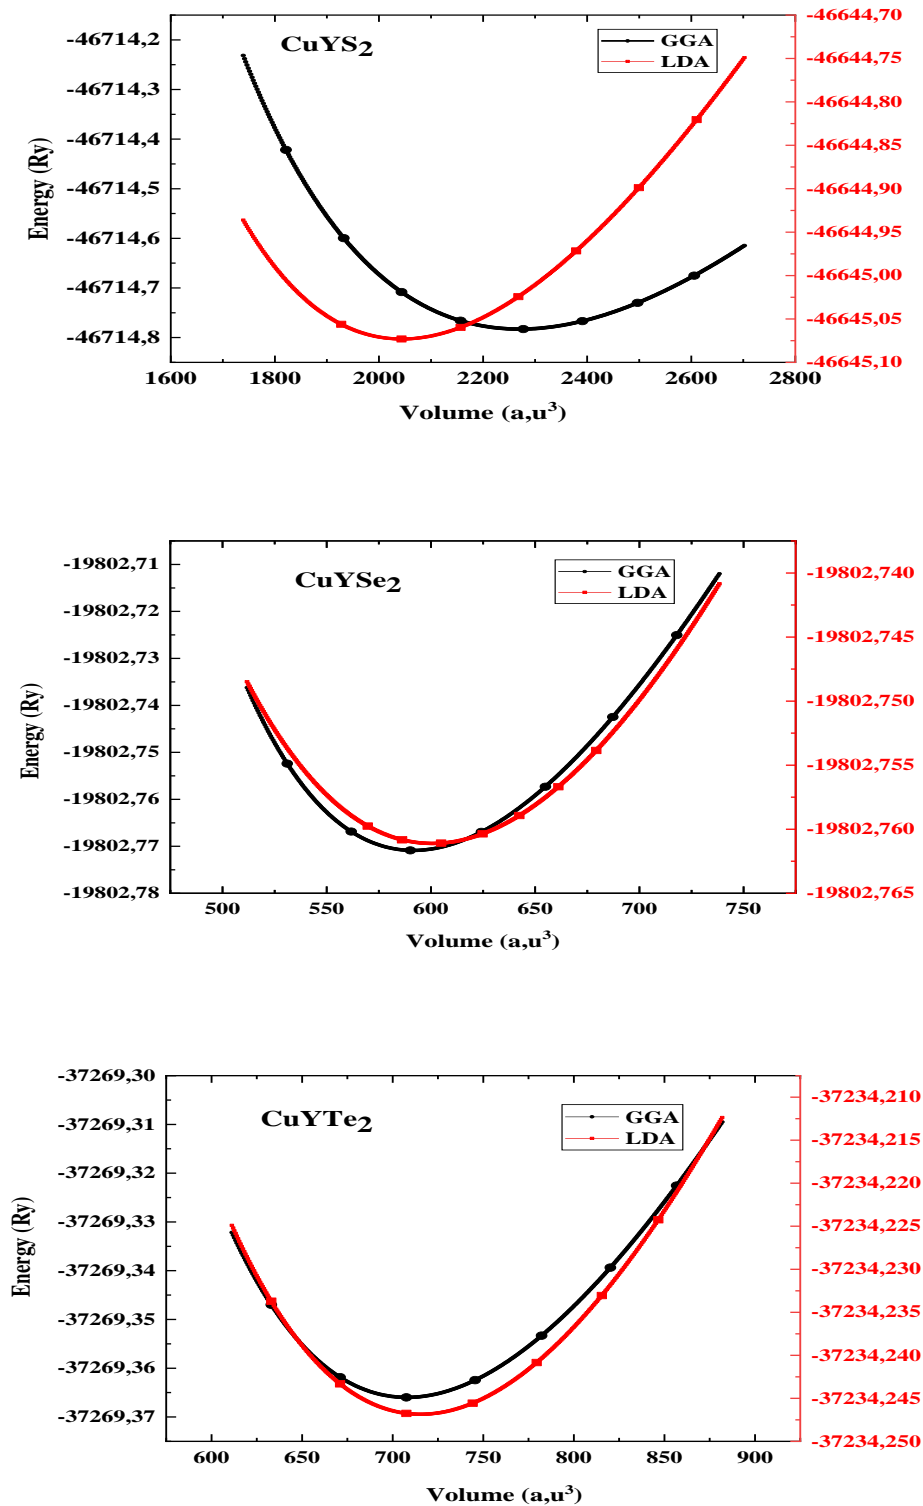 CuYS2
GGA
LDA
Energy (Ry)
-46714,2
-46714,3
-46714,4
-46714,5
-46714,6
-46714,7
-46714,8
-46644,70
-46644,75
-46644,80
-46644,85
-46644,90
-46644,95
-46645,00
-46645,05
-46645,10
1600 1800 2000 2200 2400 2600 2800
Volume (a,u³)
CuYSe2
GGA
LDA
Energy (Ry)
-19802,71
-19802,72
-19802,73
-19802,74
-19802,75
-19802,76
-19802,77
-19802,78
-19802,740
-19802,745
-19802,750
-19802,755
-19802,760
-19802,765
500 550 600 650 700 750
Volume (a,u³)
CuYTe2
GGA
LDA
Energy (Ry)
-37269,30
-37269,31
-37269,32
-37269,33
-37269,34
-37269,35
-37269,36
-37269,37
-37234,210
-37234,215
-37234,220
-37234,225
-37234,230
-37234,235
-37234,240
-37234,245
-37234,250
600 650 700 750 800 850 900
Volume (a,u³)